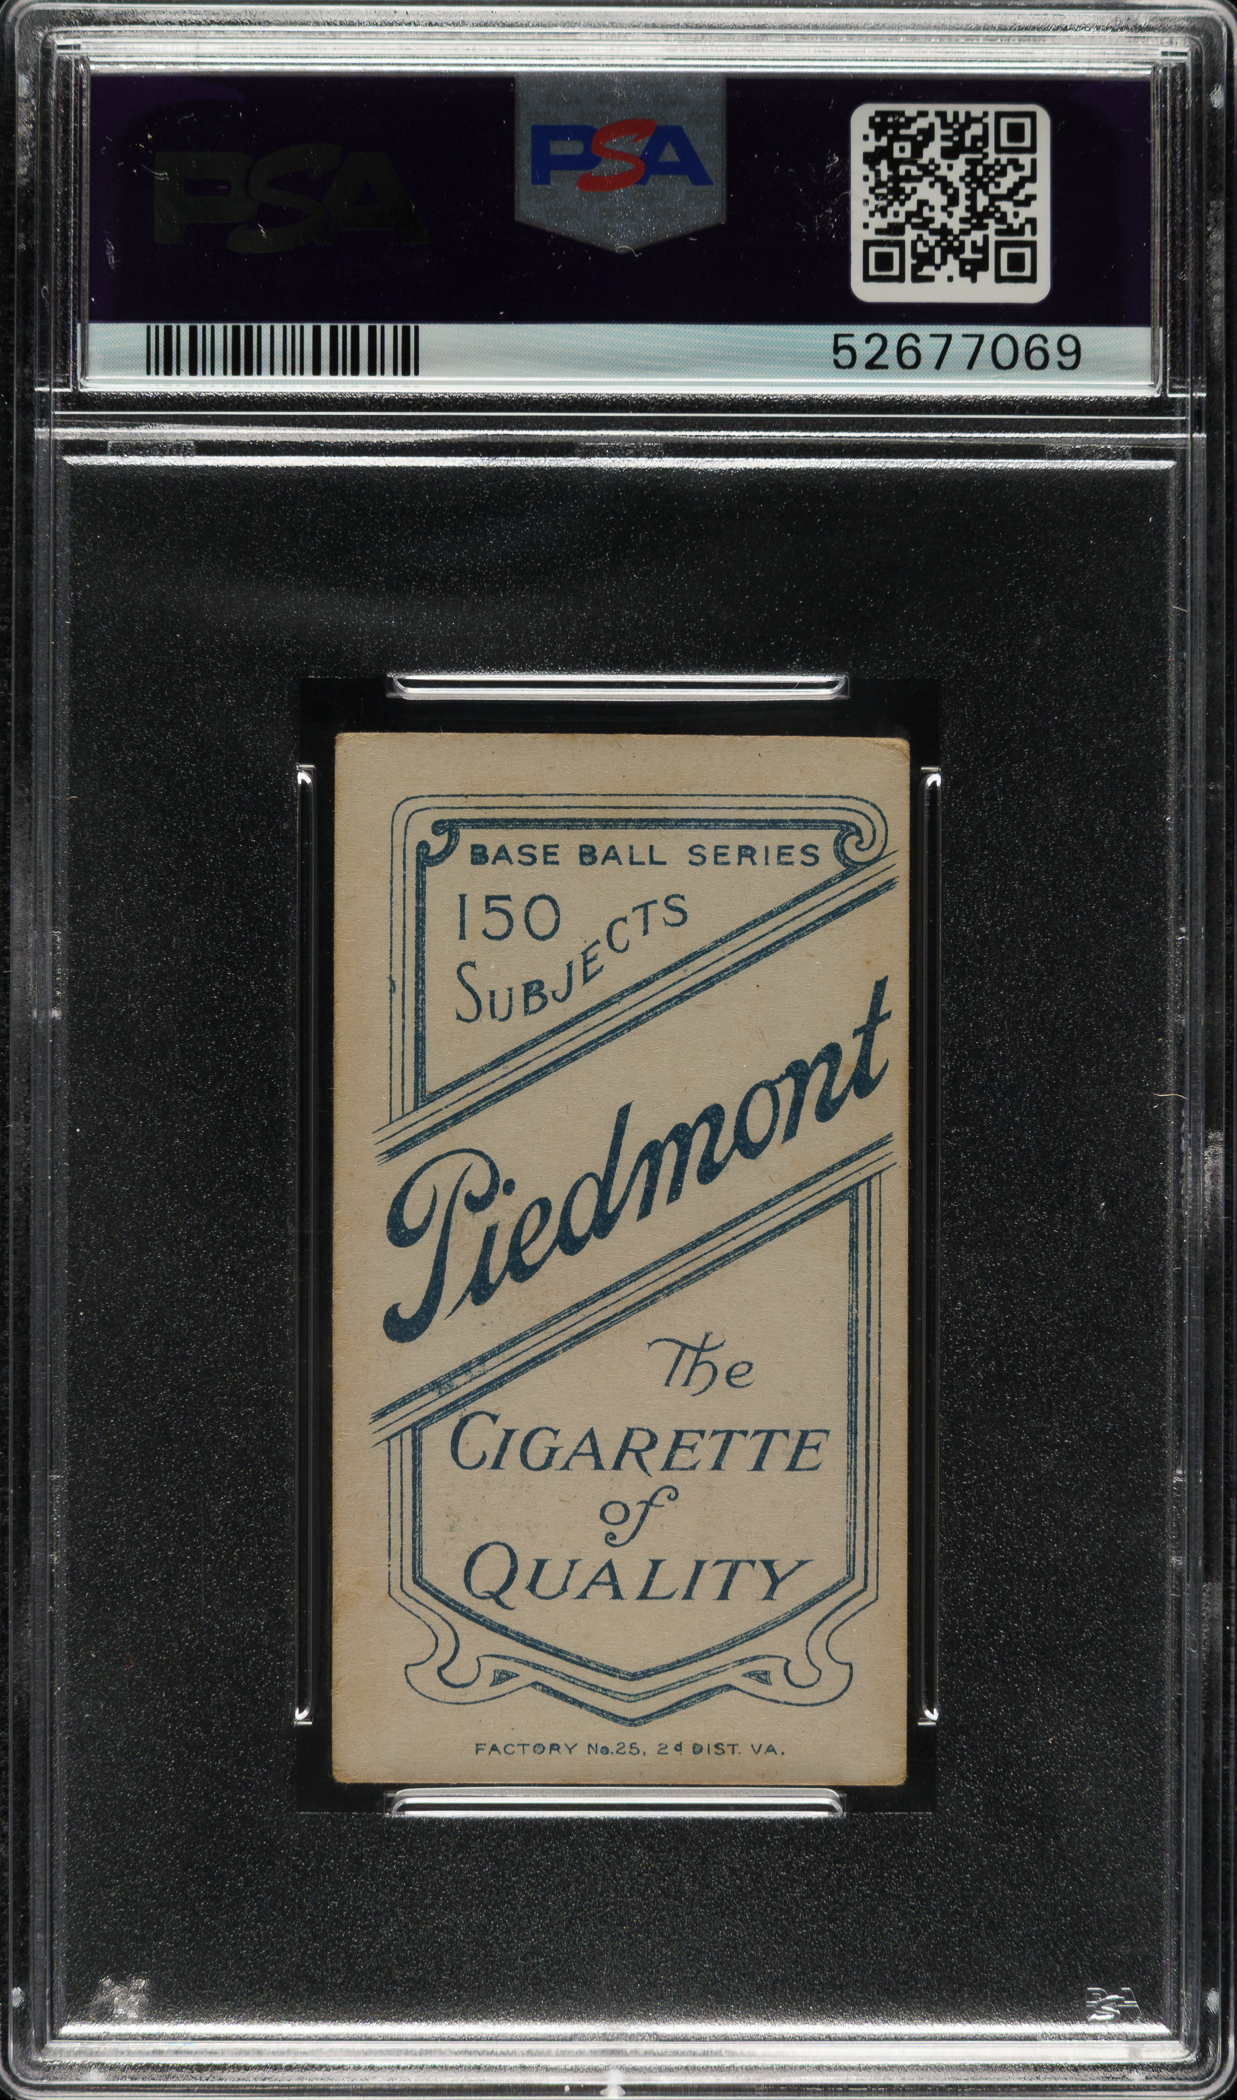 PSA
PSA
52677069
BASE BALL SERIES
150
SUBJECTS
Piedmont
The
CIGARETTE
of
QUALITY
FACTORY No.25, 2d DIST. VA.
PSA